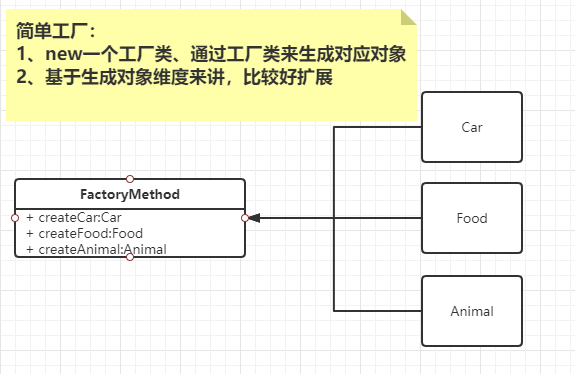 简单工厂：
1、new一个工厂类、通过工厂类来生成对应对象
2、基于生成对象维度来讲，比较好扩展
Car
FactoryMethod
+ createCar:Car
+ createFood:Food
+ createAnimal:Animal
Food
Animal